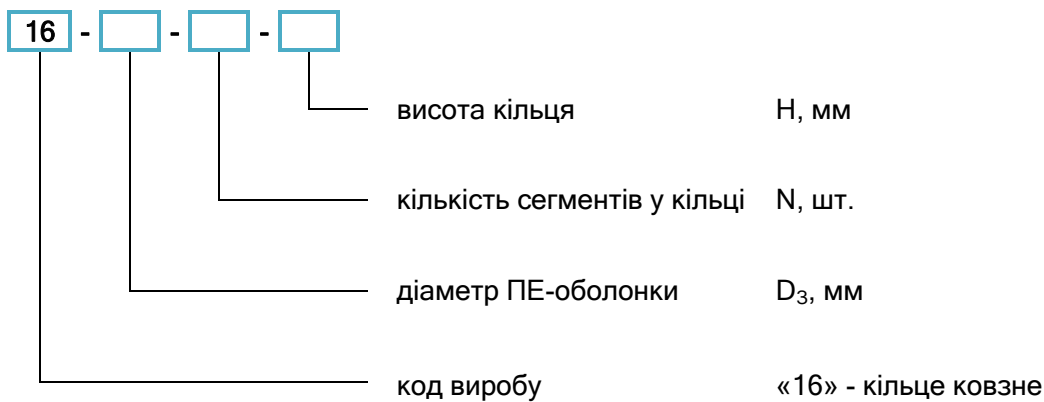 16 - - -
висота кільця H, мм
кількість сегментів у кільці N, шт.
діаметр ПЕ-оболонки D₃, мм
код виробу «16» - кільце ковзне